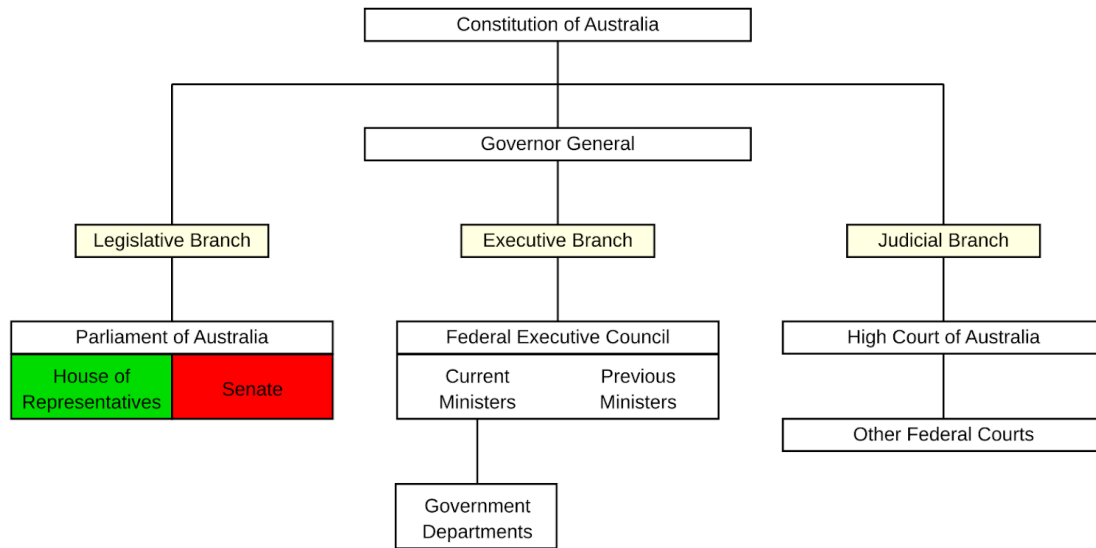 Constitution of Australia
Governor General
Legislative Branch
Executive Branch
Judicial Branch
Parliament of Australia
House of
Representatives
Senate
Federal Executive Council
Current
Ministers
Previous
Ministers
High Court of Australia
Other Federal Courts
Government
Departments